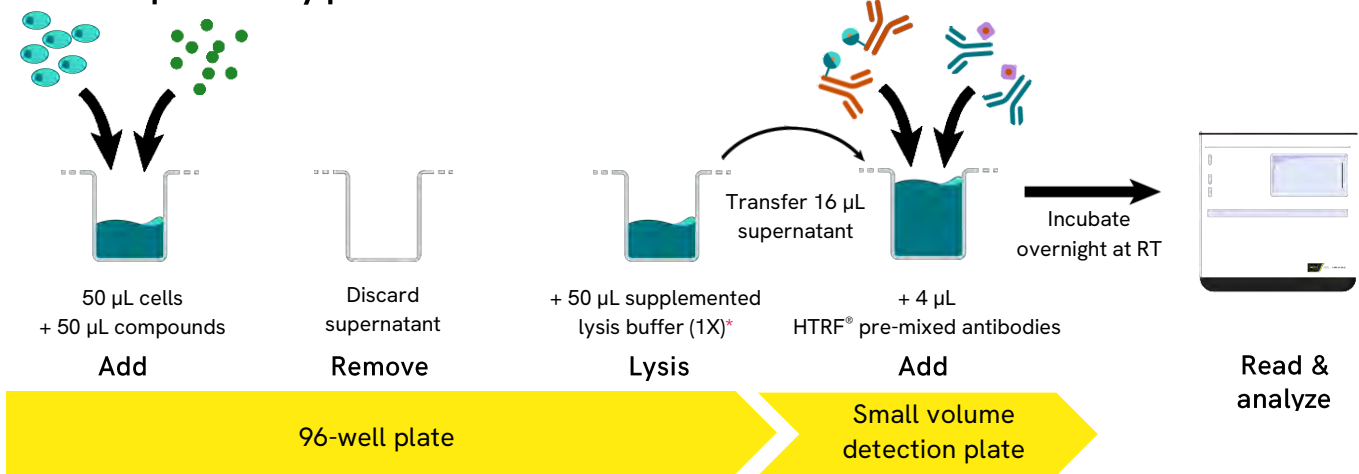 50 µL cells
+ 50 µL compounds
Add
Discard
supernatant
Remove
+ 50 µL supplemented
lysis buffer (1X)*
Lysis
Transfer 16 µL
supernatant
+ 4 µL
HTRF® pre-mixed antibodies
Add
Incubate
overnight at RT
Read &
analyze
96-well plate
Small volume
detection plate